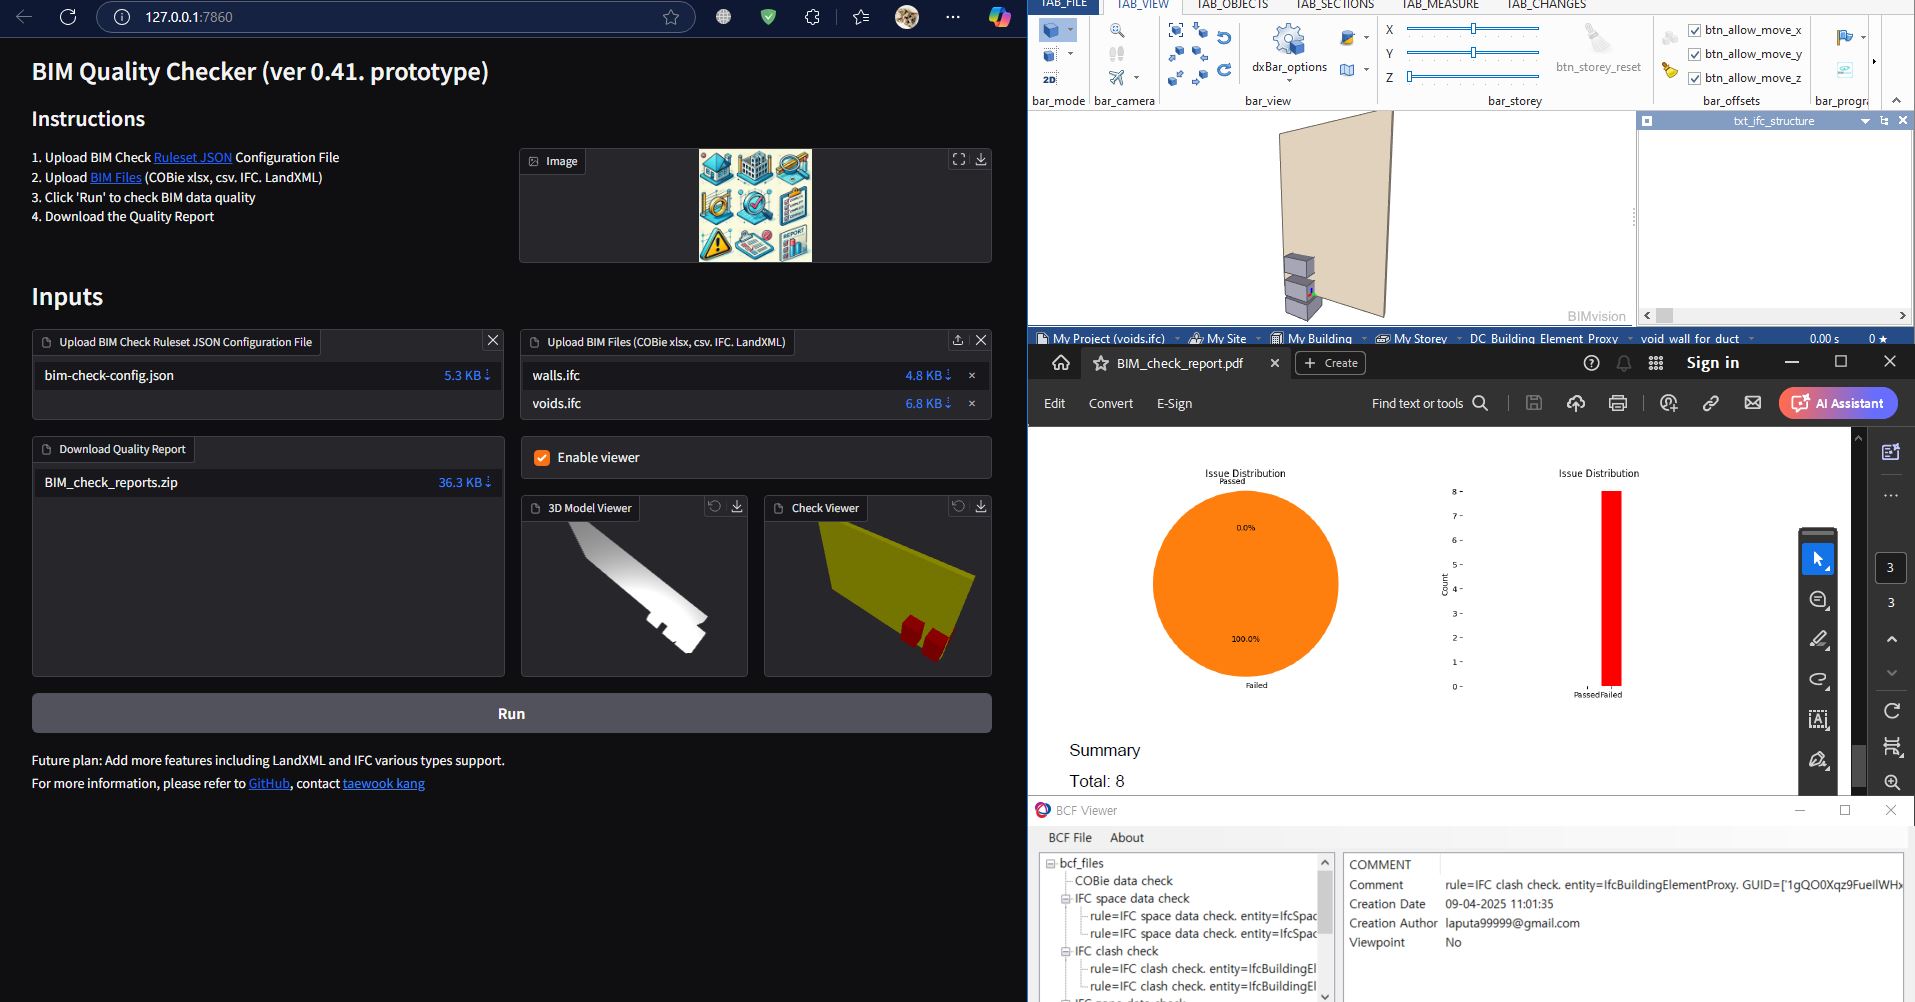 127.0.0.1:7860
BIM Quality Checker (ver 0.41. prototype)
Instructions
1. Upload BIM Check Ruleset JSON Configuration File
2. Upload BIM Files (COBie xlsx, csv. IFC. LandXML)
3. Click 'Run' to check BIM data quality
4. Download the Quality Report
Image
REPORT
Inputs
Upload BIM Check Ruleset JSON Configuration File
bim-check-config.json 5.3 KB
Upload BIM Files (COBie xlsx, csv. IFC. LandXML)
walls.ifc 4.8 KB
voids.ifc 6.8 KB
Download Quality Report
BIM_check_reports.zip 36.3 KB
Enable viewer
3D Model Viewer
Check Viewer
Run
Future plan: Add more features including LandXML and IFC various types support.
For more information, please refer to GitHub, contact taewook kang
TAB_FILE TAB_VIEW TAB_OBJECTS TAB_SECTIONS TAB_MEASURE TAB_CHANGES
2D
dxBar_options
X
Y
Z
btn_storey_reset
btn_allow_move_x
btn_allow_move_y
btn_allow_move_z
bar_mode bar_camera bar_view bar_storey bar_offsets bar_progr
txt_ifc_structure
BIMvision
My Project (voids.ifc) My Site My Building My Storey DC_Building_Element_Proxy void_wall_for_duct 0.00 s 0
BIM_check_report.pdf
Create
Sign in
Edit Convert E-Sign
Find text or tools
AI Assistant
Issue Distribution
Passed
0.0%
100.0%
Failed
Issue Distribution
8
7
6
5
4
3
2
1
0
Count
Passed Failed
3
3
Summary
Total: 8
BCF Viewer
BCF File About
bcf_files
COBie data check
IFC space data check
rule=IFC space data check. entity=IfcSpac
rule=IFC space data check. entity=IfcSpac
IFC clash check
rule=IFC clash check. entity=IfcBuildingEl
rule=IFC clash check. entity=IfcBuildingEl
COMMENT
Comment rule=IFC clash check. entity=IfcBuildingElementProxy. GUID=['1gQO0Xqz9FueIlWHx
Creation Date 09-04-2025 11:01:35
Creation Author laputa99999@gmail.com
Viewpoint No